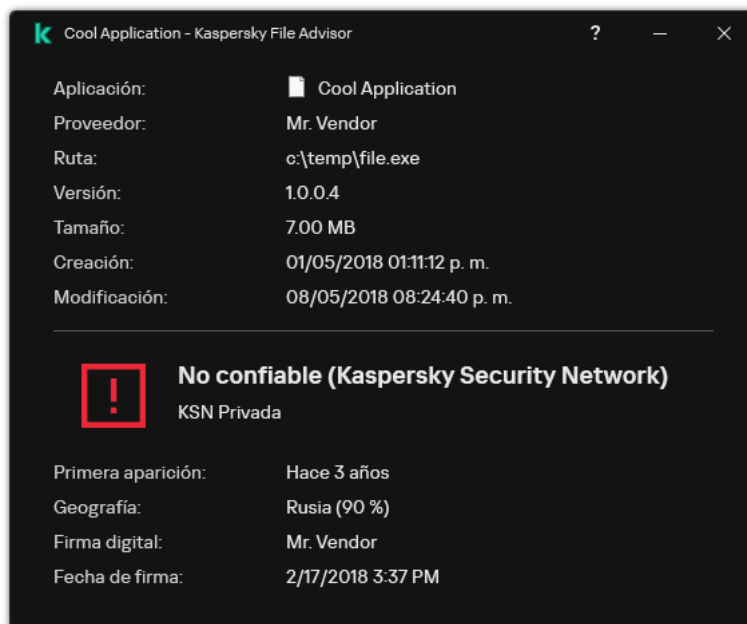 Cool Application - Kaspersky File Advisor ?
Aplicación: Cool Application
Proveedor: Mr. Vendor
Ruta: c:\temp\file.exe
Versión: 1.0.0.4
Tamaño: 7.00 MB
Creación: 01/05/2018 01:11:12 p. m.
Modificación: 08/05/2018 08:24:40 p. m.
No confiable (Kaspersky Security Network)
KSN Privada
Primera aparición: Hace 3 años
Geografía: Rusia (90 %)
Firma digital: Mr. Vendor
Fecha de firma: 2/17/2018 3:37 PM